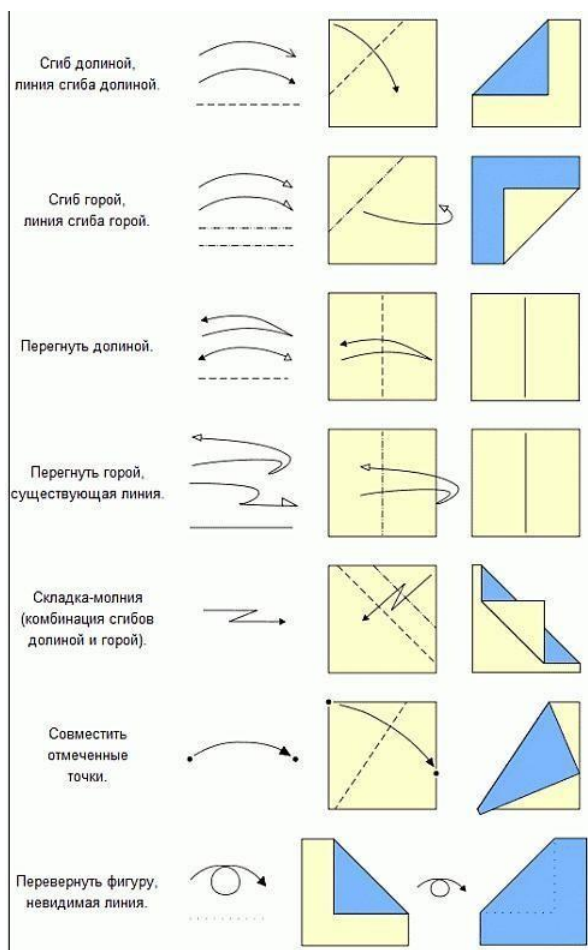 Сгиб долиной,
линия сгиба долиной.
Сгиб горой,
линия сгиба горой.
Перегнуть долиной.
Перегнуть горой,
существующая линия.
Складка-молния
(комбинация сгибов
долиной и горой).
Совместить
отмеченные
точки.
Перевернуть фигуру,
невидимая линия.